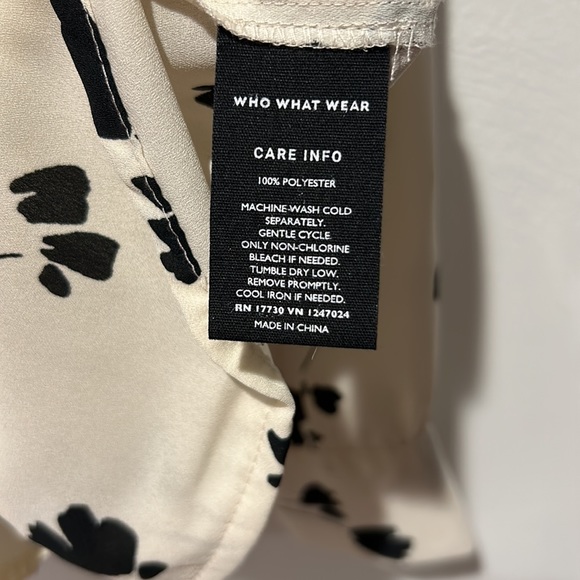 WHO WHAT WEAR
CARE INFO
100% POLYESTER
MACHINE-WASH COLD
SEPARATELY.
GENTLE CYCLE.
ONLY NON-CHLORINE
BLEACH IF NEEDED.
TUMBLE DRY LOW.
REMOVE PROMPTLY.
COOL IRON IF NEEDED.
RN 17730 VN 1247024
MADE IN CHINA